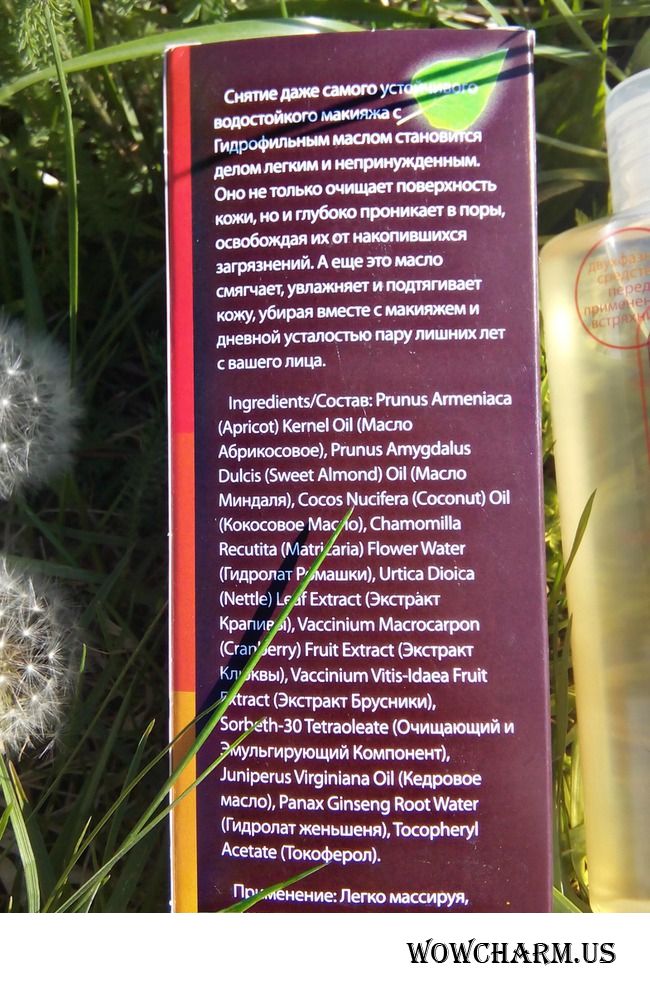 Снятие даже самого устойчивого
водостойкого макияжа с
Гидрофильным маслом становится
делом легким и непринужденным.
Оно не только очищает поверхность
кожи, но и глубоко проникает в поры,
освобождая их от накопившихся
загрязнений. А еще это масло
смягчает, увлажняет и подтягивает
кожу, убирая вместе с макияжем и
дневной усталостью пару лишних лет
с вашего лица.
Ingredients/Состав: Prunus Armeniaca
(Apricot) Kernel Oil (Масло
Абрикосовое), Prunus Amygdalus
Dulcis (Sweet Almond) Oil (Масло
Миндаля), Cocos Nucifera (Coconut) Oil
(Кокосовое Масло), Chamomilla
Recutita (Matricaria) Flower Water
(Гидролат Ромашки), Urtica Dioica
(Nettle) Leaf Extract (Экстракт
Крапивы), Vaccinium Macrocarpon
(Cranberry) Fruit Extract (Экстракт
Клюквы), Vaccinium Vitis-Idaea Fruit
Extract (Экстракт Брусники),
Sorbeth-30 Tetraoleate (Очищающий и
Эмульгирующий Компонент),
Juniperus Virginiana Oil (Кедровое
масло), Panax Ginseng Root Water
(Гидролат женьшеня), Tocopheryl
Acetate (Токоферол).
Применение: Легко массируя,
средство
перед
WOWCHARM.US